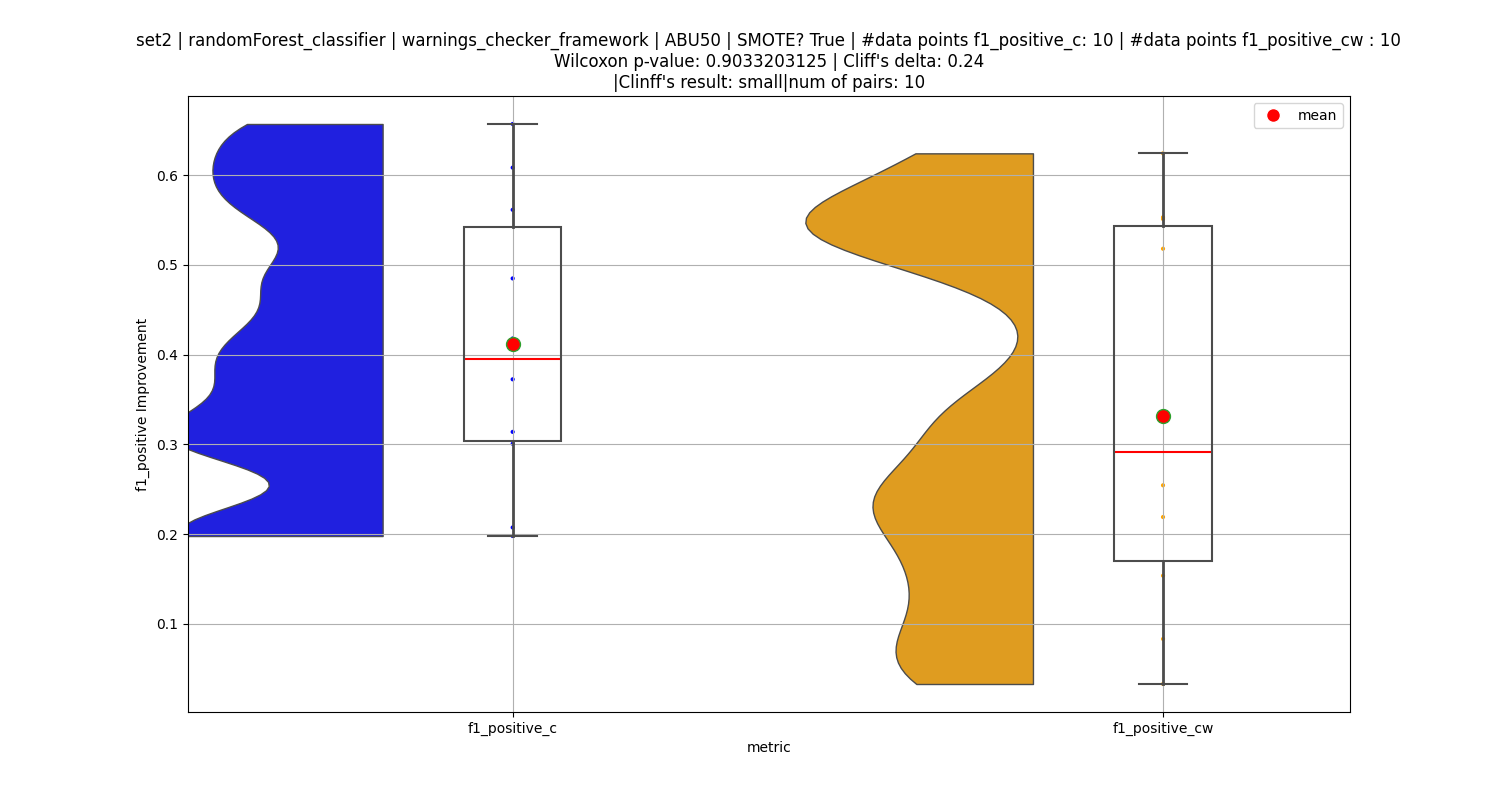 set2 | randomForest_classifier | warnings_checker_framework | ABU50 | SMOTE? True | #data points f1_positive_c: 10 | #data points f1_positive_cw : 10
Wilcoxon p-value: 0.9033203125 | Cliff's delta: 0.24
|Clinff's result: small|num of pairs: 10
mean
0.6
0.5
0.4
0.3
0.2
0.1
f1_positive Improvement
f1_positive_c
f1_positive_cw
metric